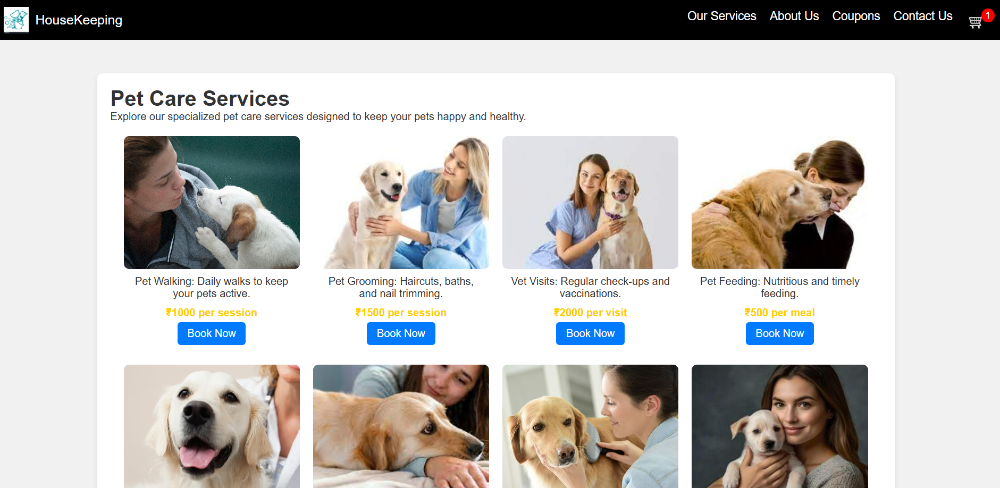 HouseKeeping
Our Services
About Us
Coupons
Contact Us
1
Pet Care Services
Explore our specialized pet care services designed to keep your pets happy and healthy.
Pet Walking: Daily walks to keep
your pets active.
₹1000 per session
Book Now
Pet Grooming: Haircuts, baths,
and nail trimming.
₹1500 per session
Book Now
Vet Visits: Regular check-ups and
vaccinations.
₹2000 per visit
Book Now
Pet Feeding: Nutritious and timely
feeding.
₹500 per meal
Book Now